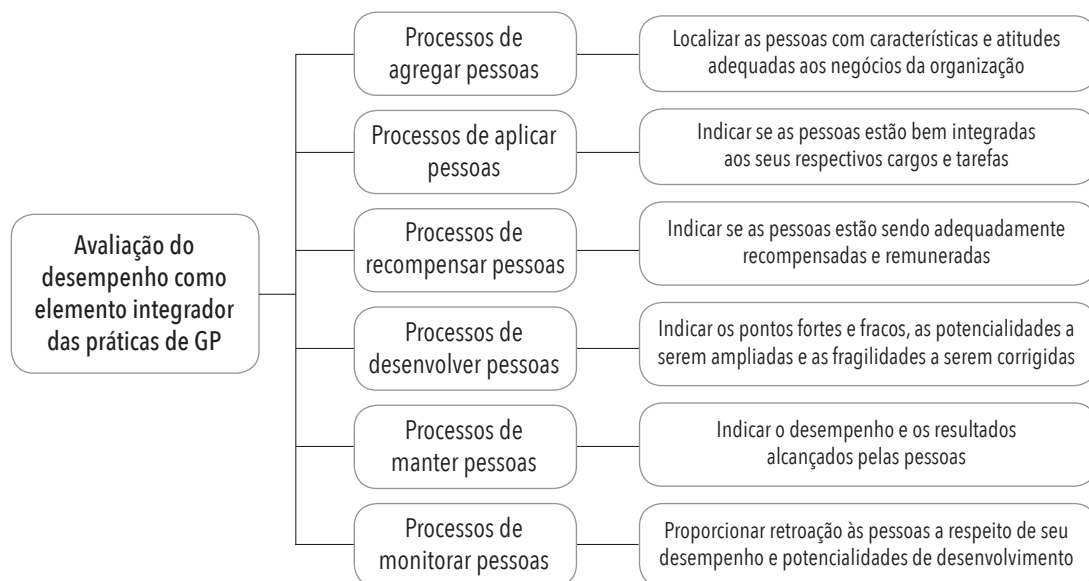 Avaliação do
desempenho como
elemento integrador
das práticas de GP
Processos de
agregar pessoas
Localizar as pessoas com características e atitudes
adequadas aos negócios da organização
Processos de aplicar
pessoas
Indicar se as pessoas estão bem integradas
aos seus respectivos cargos e tarefas
Processos de
recompensar pessoas
Indicar se as pessoas estão sendo adequadamente
recompensadas e remuneradas
Processos de
desenvolver pessoas
Indicar os pontos fortes e fracos, as potencialidades a
serem ampliadas e as fragilidades a serem corrigidas
Processos de
manter pessoas
Indicar o desempenho e os resultados
alcançados pelas pessoas
Processos de
monitorar pessoas
Proporcionar retroação às pessoas a respeito de seu
desempenho e potencialidades de desenvolvimento